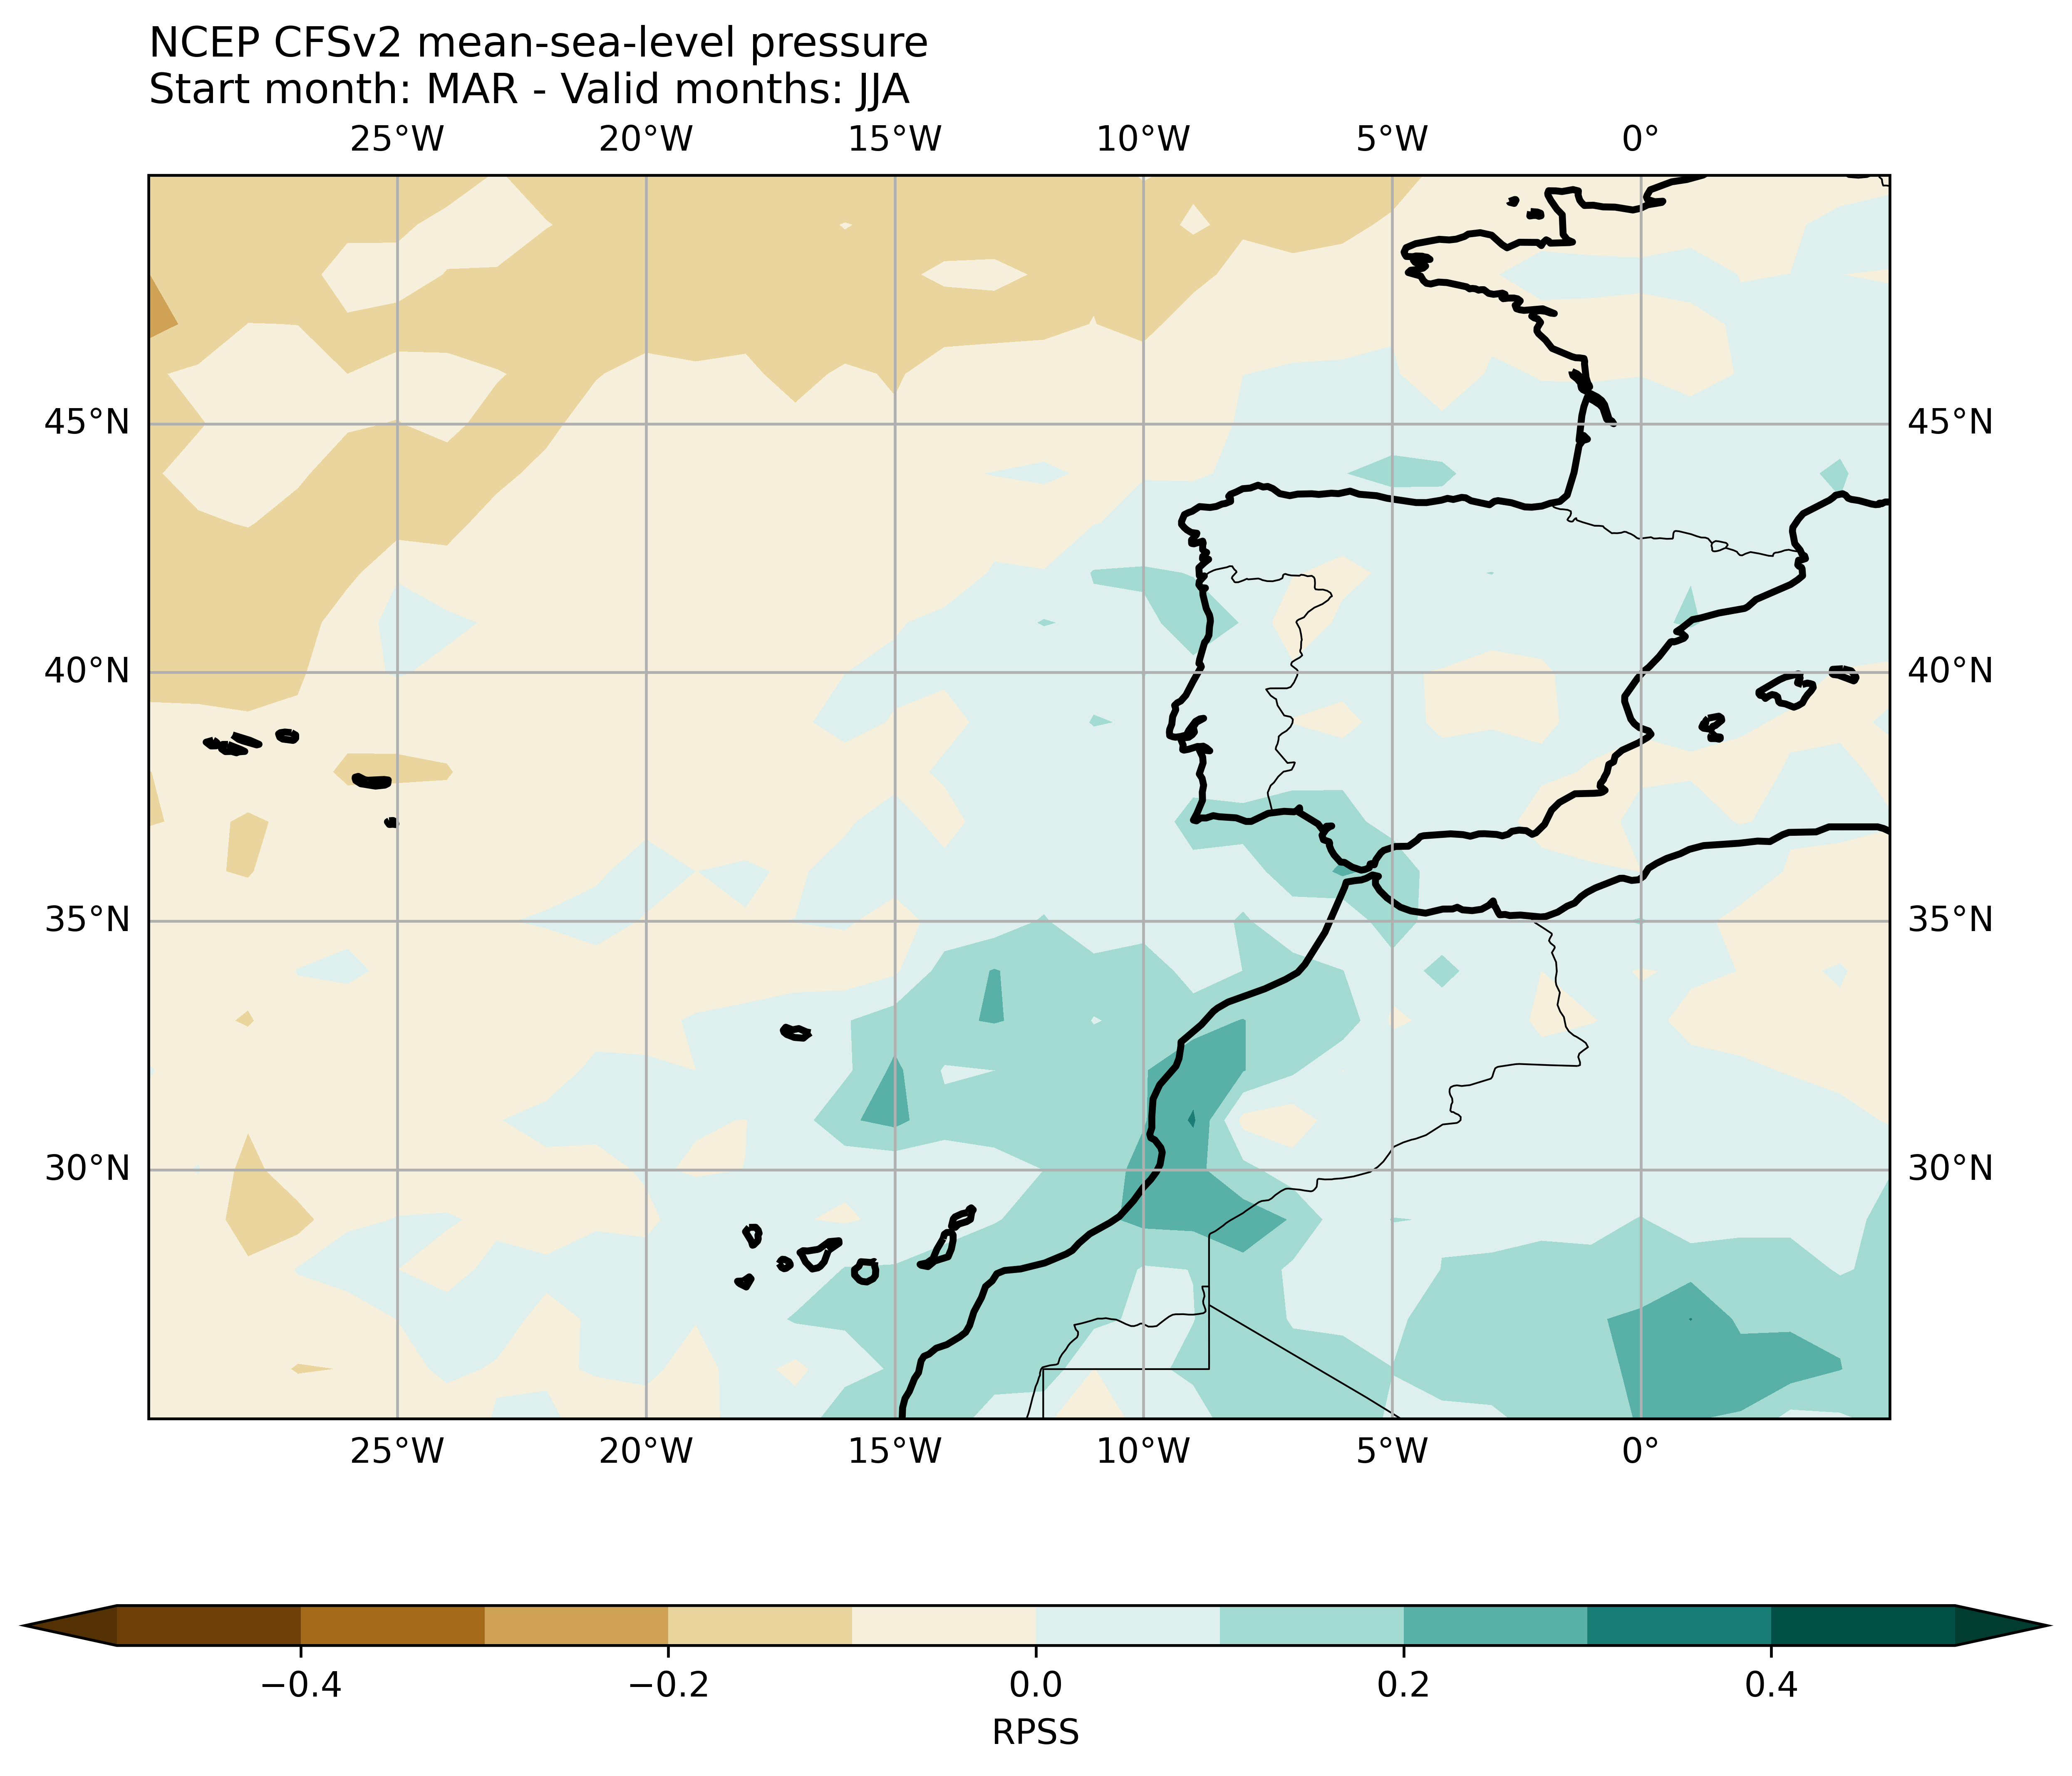 NCEP CFSv2 mean-sea-level pressure
Start month: MAR - Valid months: JJA
25°W 20°W 15°W 10°W 5°W 0°
45°N 45°N
40°N 40°N
35°N 35°N
30°N 30°N
25°W 20°W 15°W 10°W 5°W 0°
−0.4 −0.2 0.0 0.2 0.4
RPSS